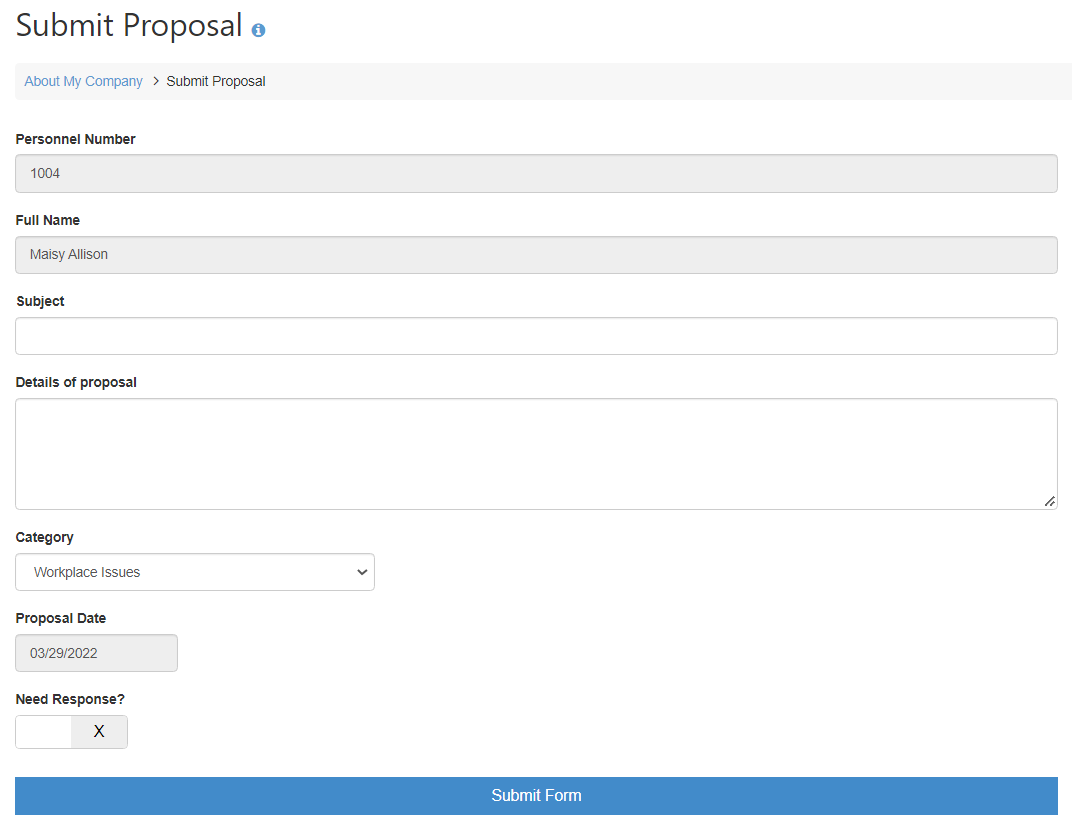 Submit Proposal
About My Company > Submit Proposal
Personnel Number
1004
Full Name
Maisy Allison
Subject
Details of proposal
Category
Workplace Issues
Proposal Date
03/29/2022
Need Response?
X
Submit Form